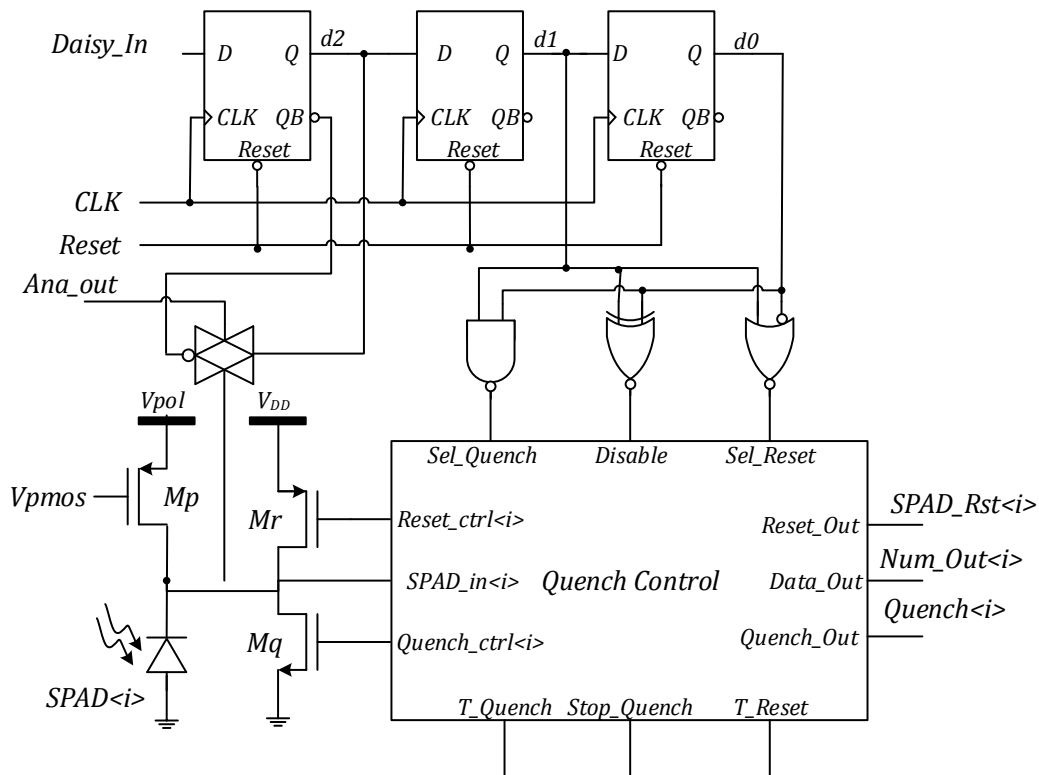 d2
d1
d0
Daisy_In
D
Q
D
Q
D
Q
CLK
QB
CLK
QB
CLK
QB
Reset
Reset
Reset
CLK
Reset
Ana_out
Vpol
VDD
Sel_Quench
Disable
Sel_Reset
Vpmos
Mp
Mr
Reset_ctrl<i>
Reset_Out
SPAD_Rst<i>
SPAD_in<i>
Quench Control
Data_Out
Num_Out<i>
Mq
Quench_ctrl<i>
Quench_Out
Quench<i>
SPAD<i>
T_Quench
Stop_Quench
T_Reset